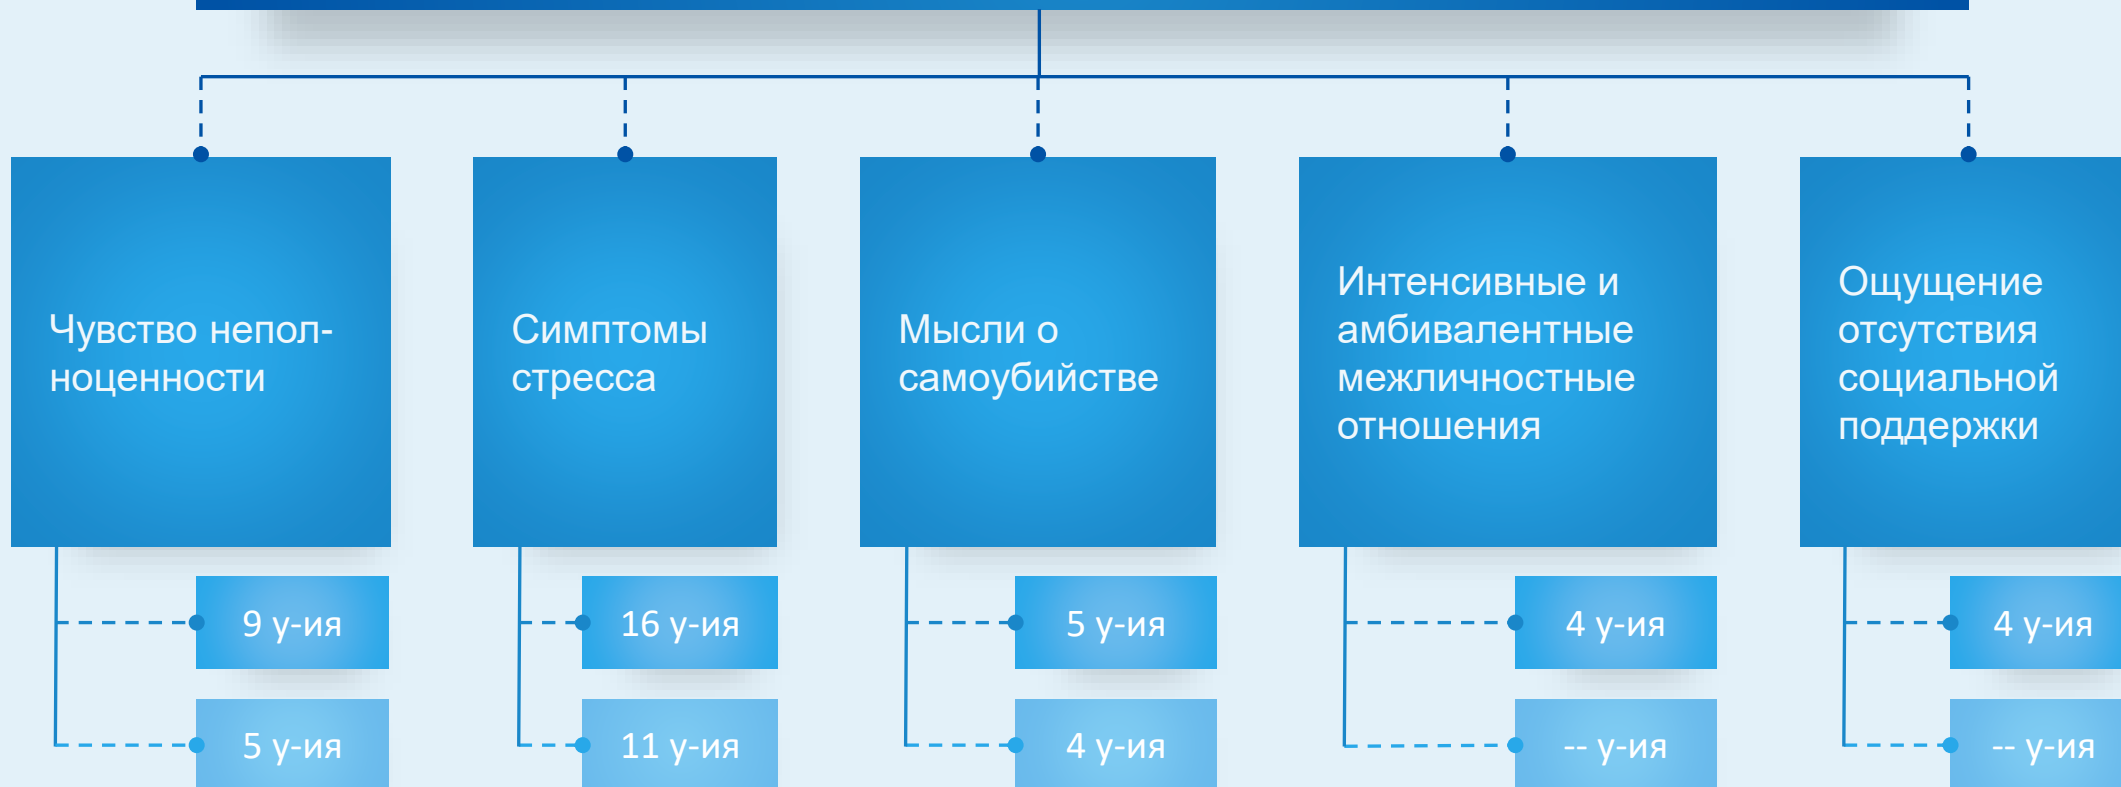 Чувство непол-
ноценности
Симптомы
стресса
Мысли о
самоубийстве
Интенсивные и
амбивалентные
межличностные
отношения
Ощущение
отсутствия
социальной
поддержки
9 у-ия
16 у-ия
5 у-ия
4 у-ия
4 у-ия
5 у-ия
11 у-ия
4 у-ия
-- у-ия
-- у-ия